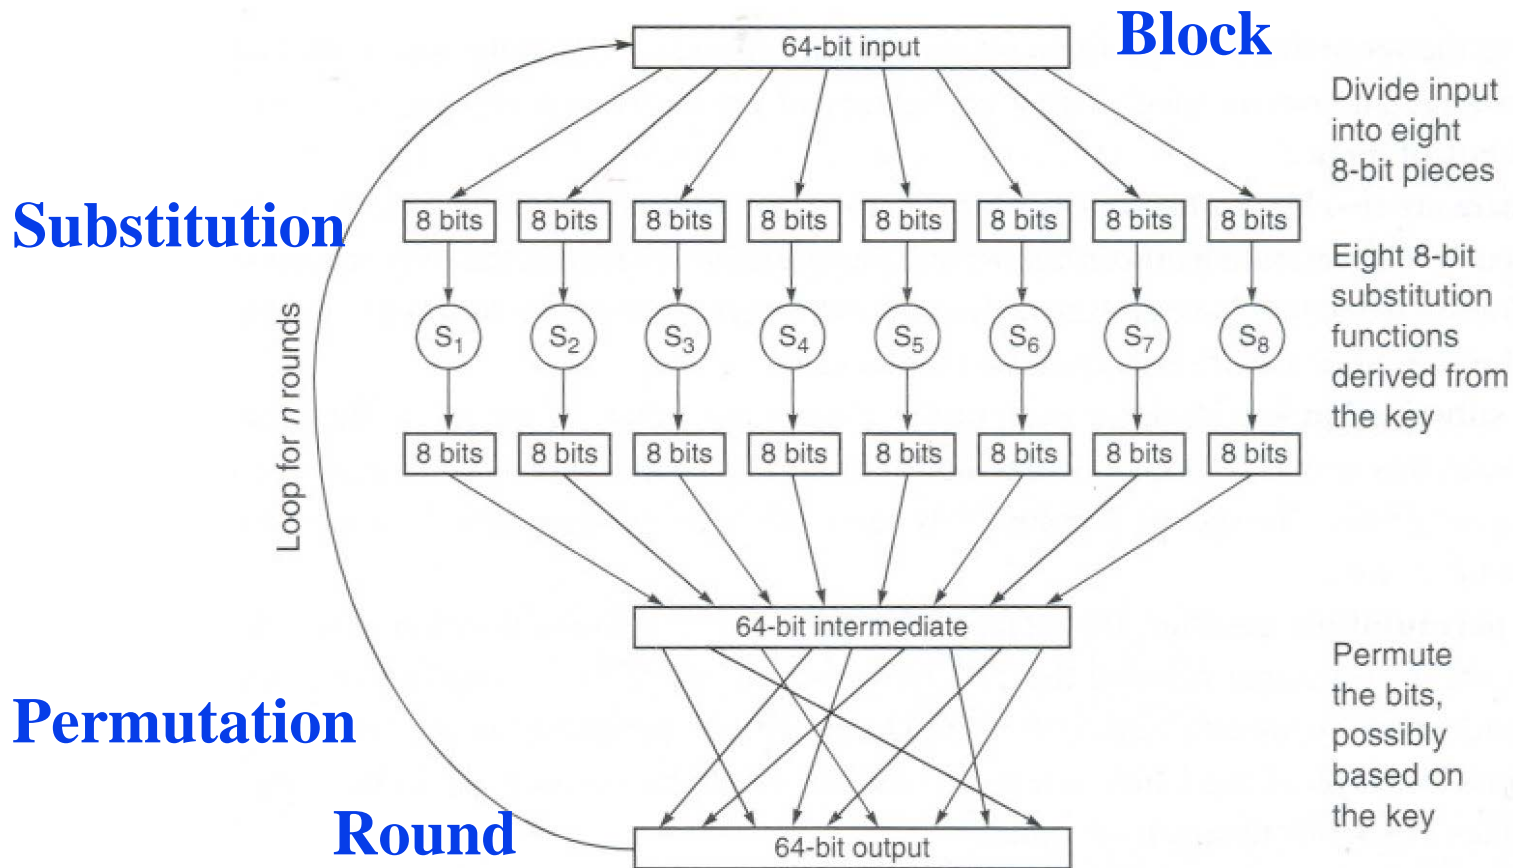 64-bit input
Block
Divide input
into eight
8-bit pieces
Substitution
8 bits 8 bits 8 bits 8 bits 8 bits 8 bits 8 bits 8 bits
Eight 8-bit
substitution
functions
derived from
the key
S1 S2 S3 S4 S5 S6 S7 S8
Loop for n rounds
8 bits 8 bits 8 bits 8 bits 8 bits 8 bits 8 bits 8 bits
64-bit intermediate
Permutation
Permute
the bits,
possibly
based on
the key
Round
64-bit output